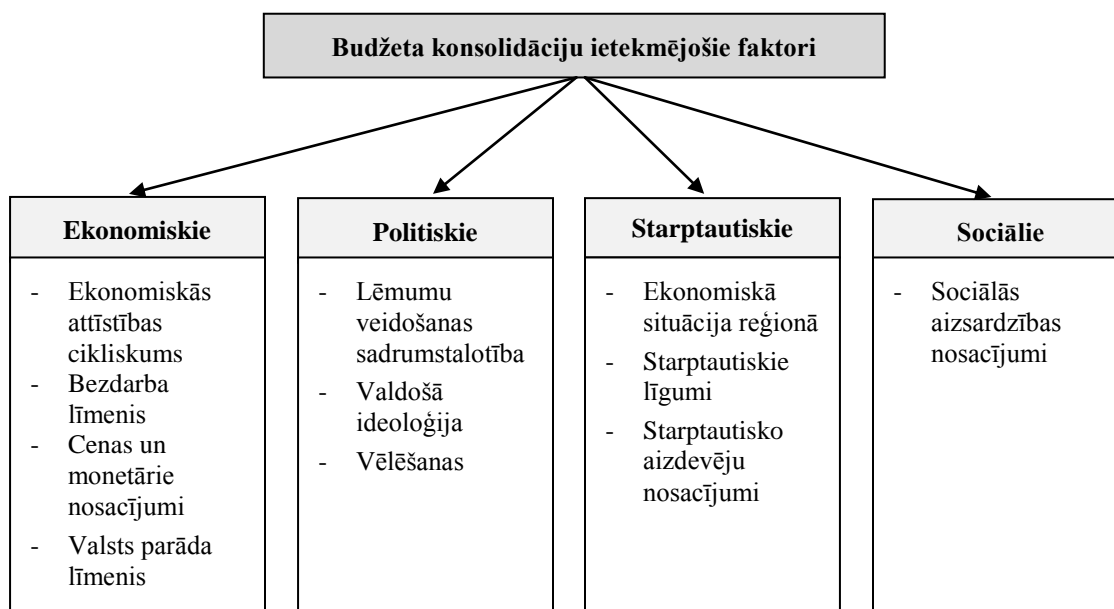 Budžeta konsolidāciju ietekmējošie faktori
Ekonomiskie
- Ekonomiskās
attīstības
cikliskums
- Bezdarba
līmenis
- Cenas un
monetārie
nosacījumi
- Valsts parāda
līmenis
Politiskie
- Lēmumu
veidošanas
sadrumstalotība
- Valdošā
ideoloģija
- Vēlēšanas
Starptautiskie
- Ekonomiskā
situācija reģionā
- Starptautiskie
līgumi
- Starptautisko
aizdevēju
nosacījumi
Sociālie
- Sociālās
aizsardzības
nosacījumi